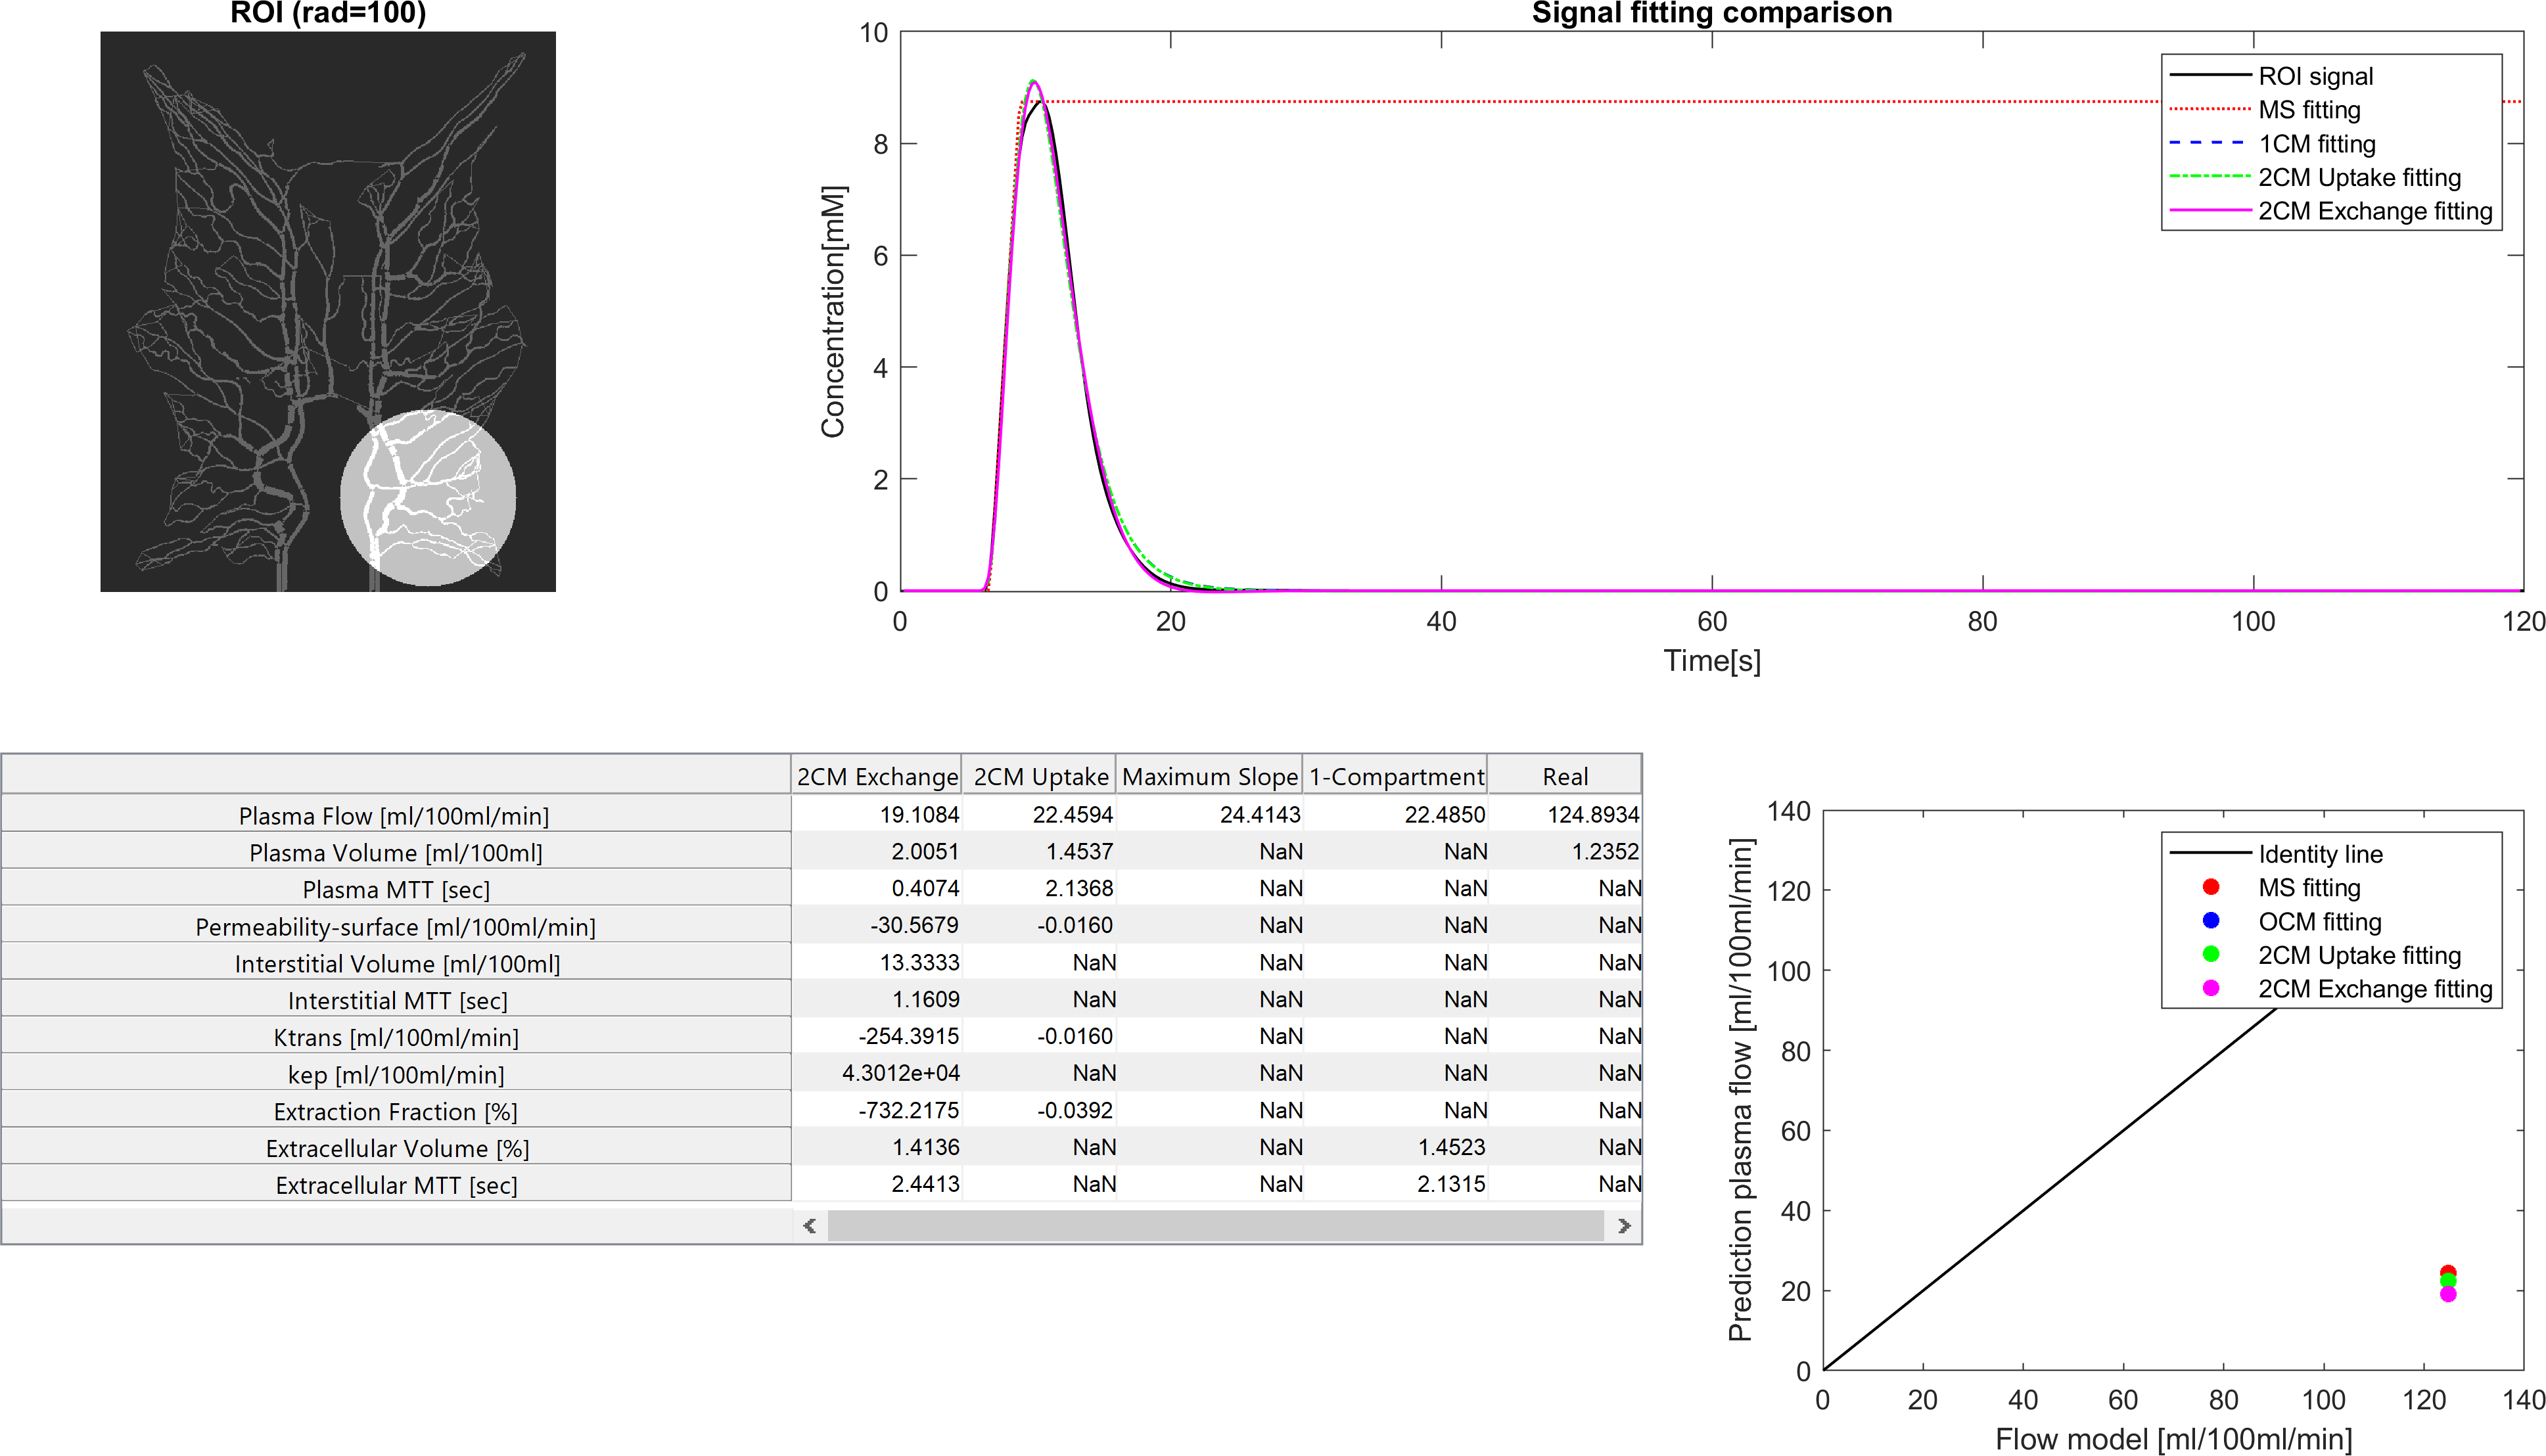 ROI (rad=100)
Signal fitting comparison
10
8
6
4
2
0
Concentration[mM]
0 20 40 60 80 100 120
Time[s]
ROI signal
MS fitting
1CM fitting
2CM Uptake fitting
2CM Exchange fitting
2CM Exchange 2CM Uptake Maximum Slope 1-Compartment Real
Plasma Flow [ml/100ml/min] 19.1084 22.4594 24.4143 22.4850 124.8934
Plasma Volume [ml/100ml] 2.0051 1.4537 NaN NaN 1.2352
Plasma MTT [sec] 0.4074 2.1368 NaN NaN NaN
Permeability-surface [ml/100ml/min] -30.5679 -0.0160 NaN NaN NaN
Interstitial Volume [ml/100ml] 13.3333 NaN NaN NaN NaN
Interstitial MTT [sec] 1.1609 NaN NaN NaN NaN
Ktrans [ml/100ml/min] -254.3915 -0.0160 NaN NaN NaN
kep [ml/100ml/min] 4.3012e+04 NaN NaN NaN NaN
Extraction Fraction [%] -732.2175 -0.0392 NaN NaN NaN
Extracellular Volume [%] 1.4136 NaN NaN 1.4523 NaN
Extracellular MTT [sec] 2.4413 NaN NaN 2.1315 NaN
140
120
100
80
60
40
20
0
Prediction plasma flow [ml/100ml/min]
Identity line
MS fitting
OCM fitting
2CM Uptake fitting
2CM Exchange fitting
0 20 40 60 80 100 120 140
Flow model [ml/100ml/min]